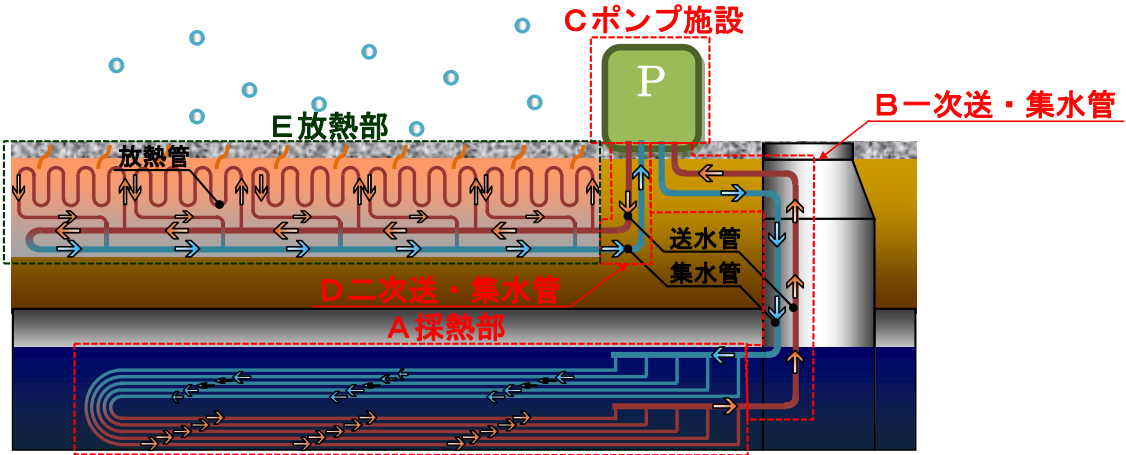 Ｃポンプ施設
P
Ｂ一次送・集水管
Ｅ放熱部
放熱管
送水管
集水管
Ｄ二次送・集水管
Ａ採熱部